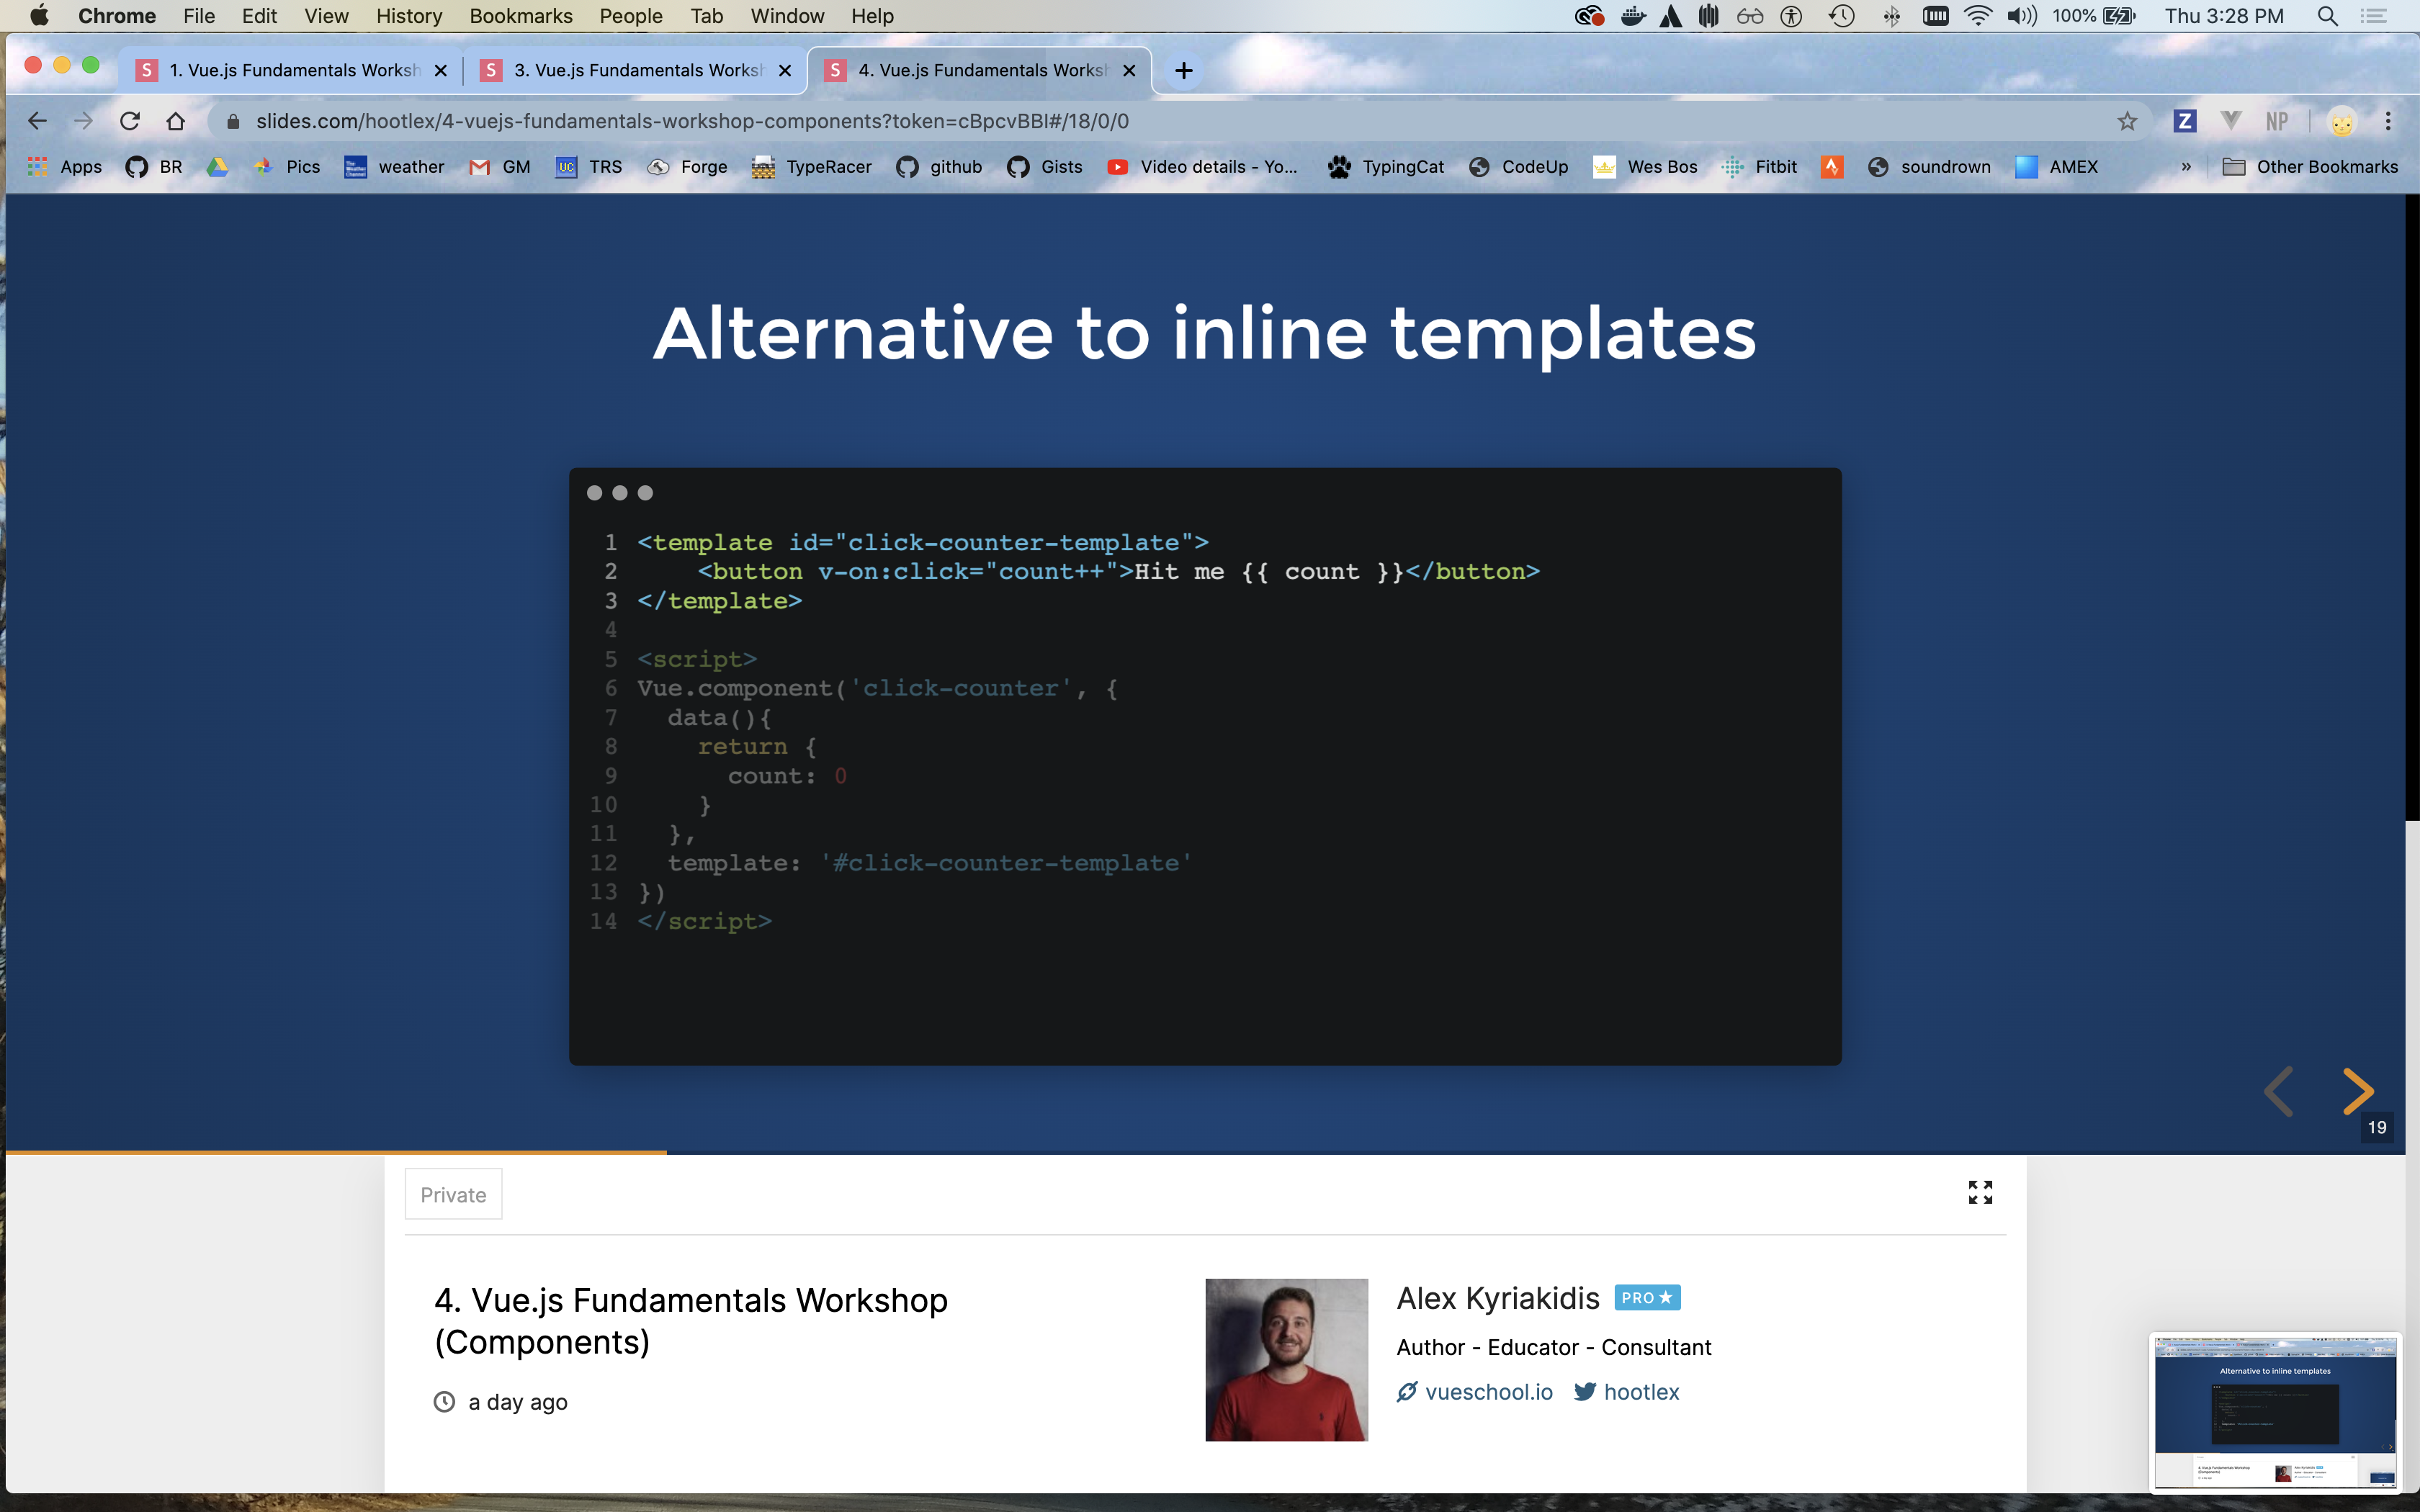 Chrome File Edit View History Bookmarks People Tab Window Help 100% Thu 3:28 PM
S 1. Vue.js Fundamentals Worksh S 3. Vue.js Fundamentals Worksh S 4. Vue.js Fundamentals Worksh
slides.com/hootlex/4-vuejs-fundamentals-workshop-components?token=cBpcvBBI#/18/0/0 Z NP
Apps BR Pics weather GM UC TRS Forge TypeRacer github Gists Video details - Yo... TypingCat CodeUp Wes Bos Fitbit soundrown AMEX » Other Bookmarks
Alternative to inline templates
1 <template id="click-counter-template">
2     <button v-on:click="count++">Hit me {{ count }}</button>
3 </template>
4
5 <script>
6 Vue.component('click-counter', {
7   data(){
8     return {
9       count: 0
10     }
11   },
12   template: '#click-counter-template'
13 })
14 </script>
19
Private
4. Vue.js Fundamentals Workshop
(Components)
a day ago
Alex Kyriakidis PRO
Author - Educator - Consultant
vueschool.io hootlex
Alternative to inline templates